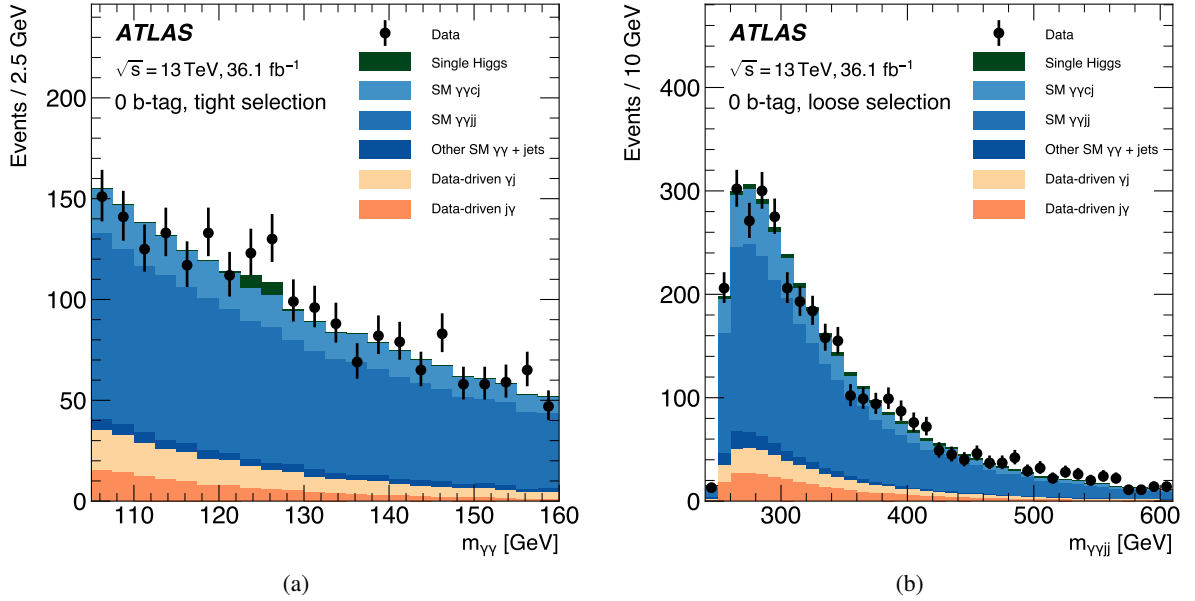 Events / 2.5 GeV
ATLAS
√s = 13 TeV, 36.1 fb⁻¹
0 b-tag, tight selection
Data
Single Higgs
SM γγcj
SM γγjj
Other SM γγ + jets
Data-driven γj
Data-driven jγ
200
150
100
50
0
110 120 130 140 150 160
m_γγ [GeV]
(a)
Events / 10 GeV
ATLAS
√s = 13 TeV, 36.1 fb⁻¹
0 b-tag, loose selection
Data
Single Higgs
SM γγcj
SM γγjj
Other SM γγ + jets
Data-driven γj
Data-driven jγ
400
300
200
100
0
300 400 500 600
m_γγjj [GeV]
(b)